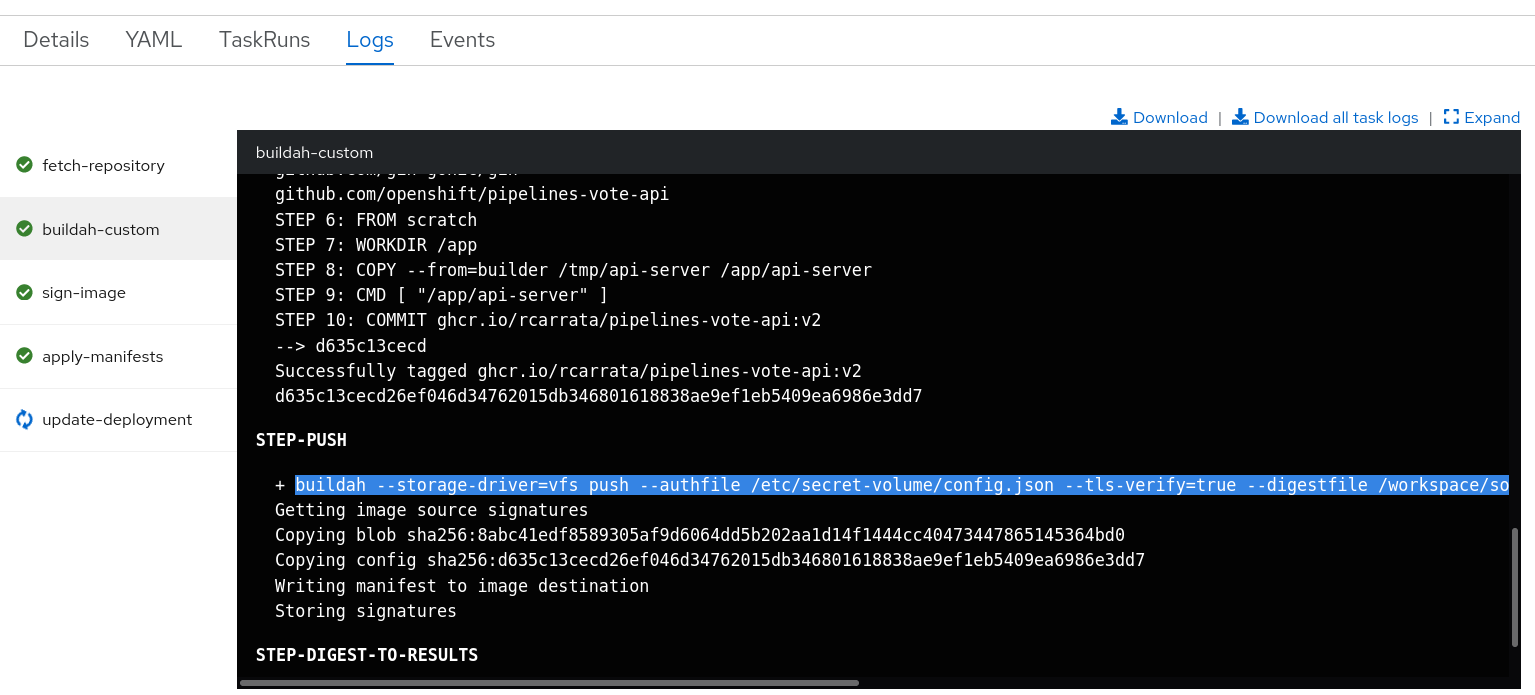 Details YAML TaskRuns Logs Events
Download | Download all task logs | Expand
fetch-repository
buildah-custom
sign-image
apply-manifests
update-deployment
buildah-custom
github.com/openshift/pipelines-vote-api
STEP 6: FROM scratch
STEP 7: WORKDIR /app
STEP 8: COPY --from=builder /tmp/api-server /app/api-server
STEP 9: CMD [ "/app/api-server" ]
STEP 10: COMMIT ghcr.io/rcarrata/pipelines-vote-api:v2
--> d635c13cecd
Successfully tagged ghcr.io/rcarrata/pipelines-vote-api:v2
d635c13cecd26ef046d34762015db346801618838ae9ef1eb5409ea6986e3dd7
STEP-PUSH
+ buildah --storage-driver=vfs push --authfile /etc/secret-volume/config.json --tls-verify=true --digestfile /workspace/so
Getting image source signatures
Copying blob sha256:8abc41edf8589305af9d6064dd5b202aa1d14f1444cc40473447865145364bd0
Copying config sha256:d635c13cecd26ef046d34762015db346801618838ae9ef1eb5409ea6986e3dd7
Writing manifest to image destination
Storing signatures
STEP-DIGEST-TO-RESULTS